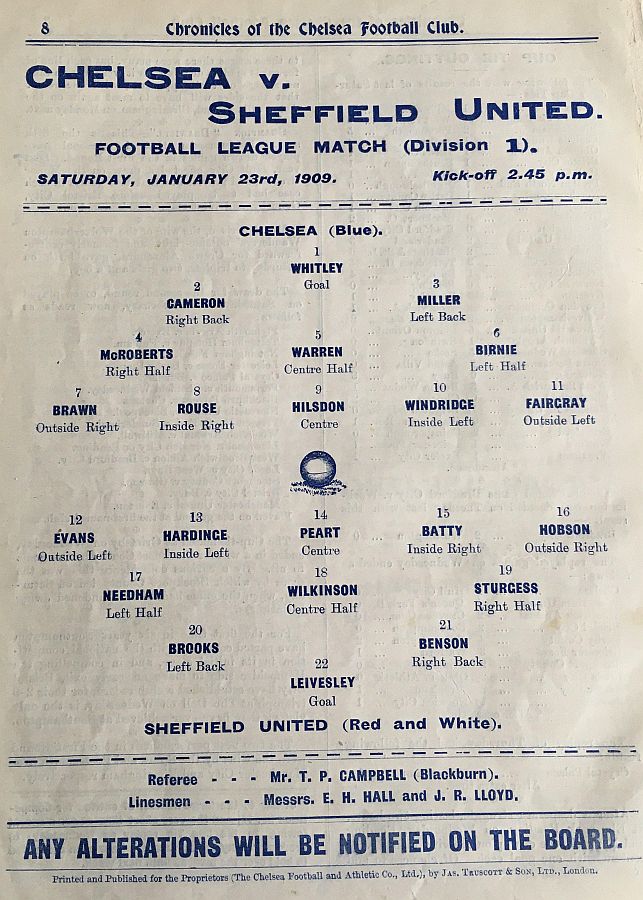 8
Chronicles of the Chelsea Football Club.
CHELSEA v.
SHEFFIELD UNITED.
FOOTBALL LEAGUE MATCH (Division 1).
SATURDAY, JANUARY 23rd, 1909. Kick-off 2.45 p.m.
CHELSEA (Blue).
1
WHITLEY
Goal
2 3
CAMERON MILLER
Right Back Left Back
4 5 6
McROBERTS WARREN BIRNIE
Right Half Centre Half Left Half
7 8 9 10 11
BRAWN ROUSE HILSDON WINDRIDGE FAIRGRAY
Outside Right Inside Right Centre Inside Left Outside Left
12 13 14 15 16
EVANS HARDINGE PEART BATTY HOBSON
Outside Left Inside Left Centre Inside Right Outside Right
17 18 19
NEEDHAM WILKINSON STURGESS
Left Half Centre Half Right Half
20 21
BROOKS BENSON
Left Back Right Back
22
LEIVESLEY
Goal
SHEFFIELD UNITED (Red and White).
Referee - - - Mr. T. P. CAMPBELL (Blackburn).
Linesmen - - - Messrs. E. H. HALL and J. R. LLOYD.
ANY ALTERATIONS WILL BE NOTIFIED ON THE BOARD.
Printed and Published for the Proprietors (The Chelsea Football and Athletic Co., Ltd.), by JAS. TRUSCOTT & SON, LTD., London.